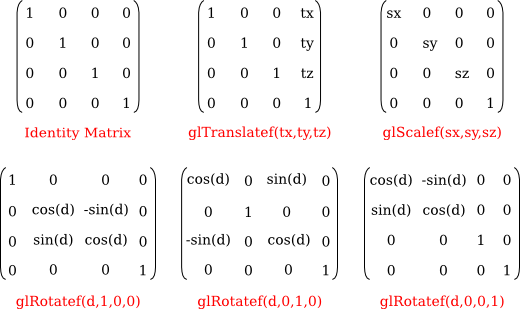 1 0 0 0 1 0 0 tx sx 0 0 0
0 1 0 0 0 1 0 ty 0 sy 0 0
0 0 1 0 0 0 1 tz 0 0 sz 0
0 0 0 1 0 0 0 1 0 0 0 1
Identity Matrix glTranslatef(tx,ty,tz) glScalef(sx,sy,sz)
1 0 0 0 cos(d) 0 sin(d) 0 cos(d) -sin(d) 0 0
0 cos(d) -sin(d) 0 0 1 0 0 sin(d) cos(d) 0 0
0 sin(d) cos(d) 0 -sin(d) 0 cos(d) 0 0 0 1 0
0 0 0 1 0 0 0 1 0 0 0 1
glRotatef(d,1,0,0) glRotatef(d,0,1,0) glRotatef(d,0,0,1)